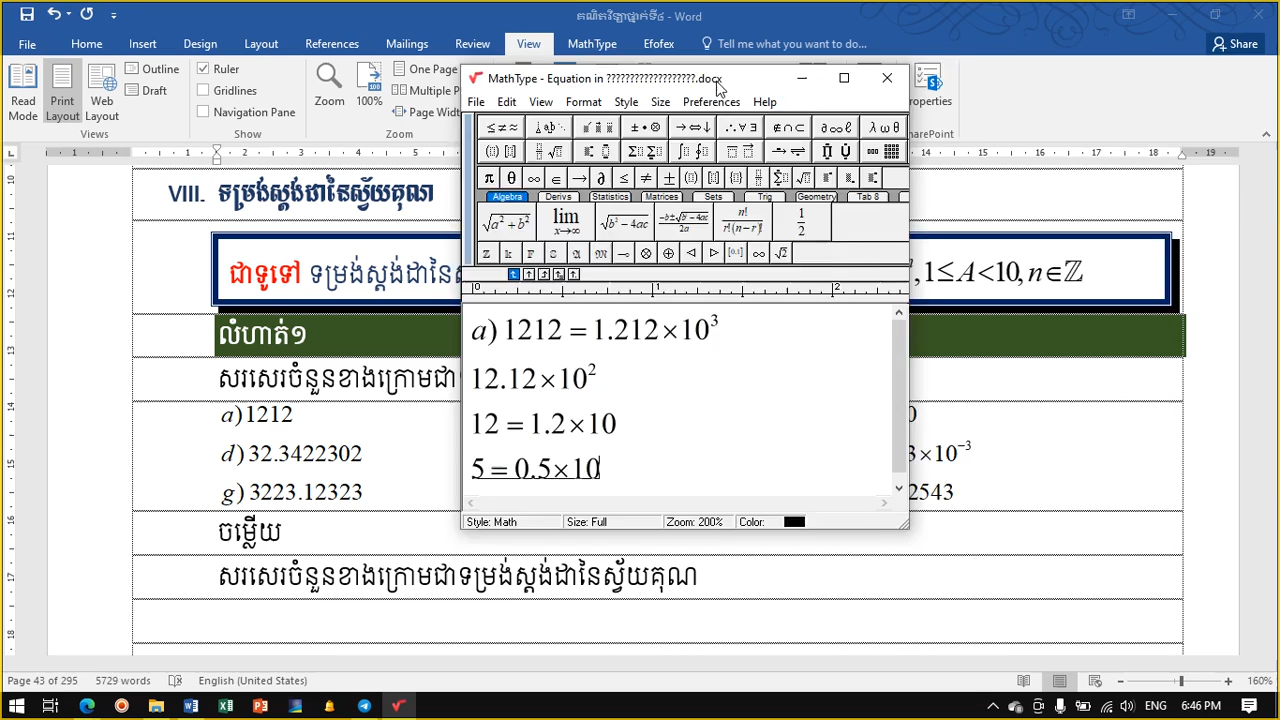 គណិតវិទ្យាថ្នាក់ទី៨ - Word
File Home Insert Design Layout References Mailings Review View MathType Efofex Tell me what you want to do... Share
Read Mode
Print Layout
Web Layout
Outline
Draft
Views
Ruler
Gridlines
Navigation Pane
Show
Zoom
100%
One Page
Multiple P
Page Width
Zoom
roperties
harePoint
MathType - Equation in ???????????????????.docx
File Edit View Format Style Size Preferences Help
Algebra Derivs Statistics Matrices Sets Trig Geometry Tab 8
VIII. ទម្រង់ស្តង់ដានៃស្វ័យគុណ
ជាទូទៅ ទម្រង់ស្តង់ដានៃស
, 1≤A<10, n∈ℤ
លំហាត់១
សរសេរចំនួនខាងក្រោមជា
a) 1212
d) 32.3422302
3×10⁻³
g) 3223.12323
2543
ចម្លើយ
សរសេរចំនួនខាងក្រោមជាទម្រង់ស្តង់ដានៃស្វ័យគុណ
a) 1212 = 1.212×10³
12.12×10²
12 = 1.2×10
5 = 0.5×10
Style: Math Size: Full Zoom: 200% Color:
Page 43 of 295 5729 words English (United States) 160%
ENG 6:46 PM